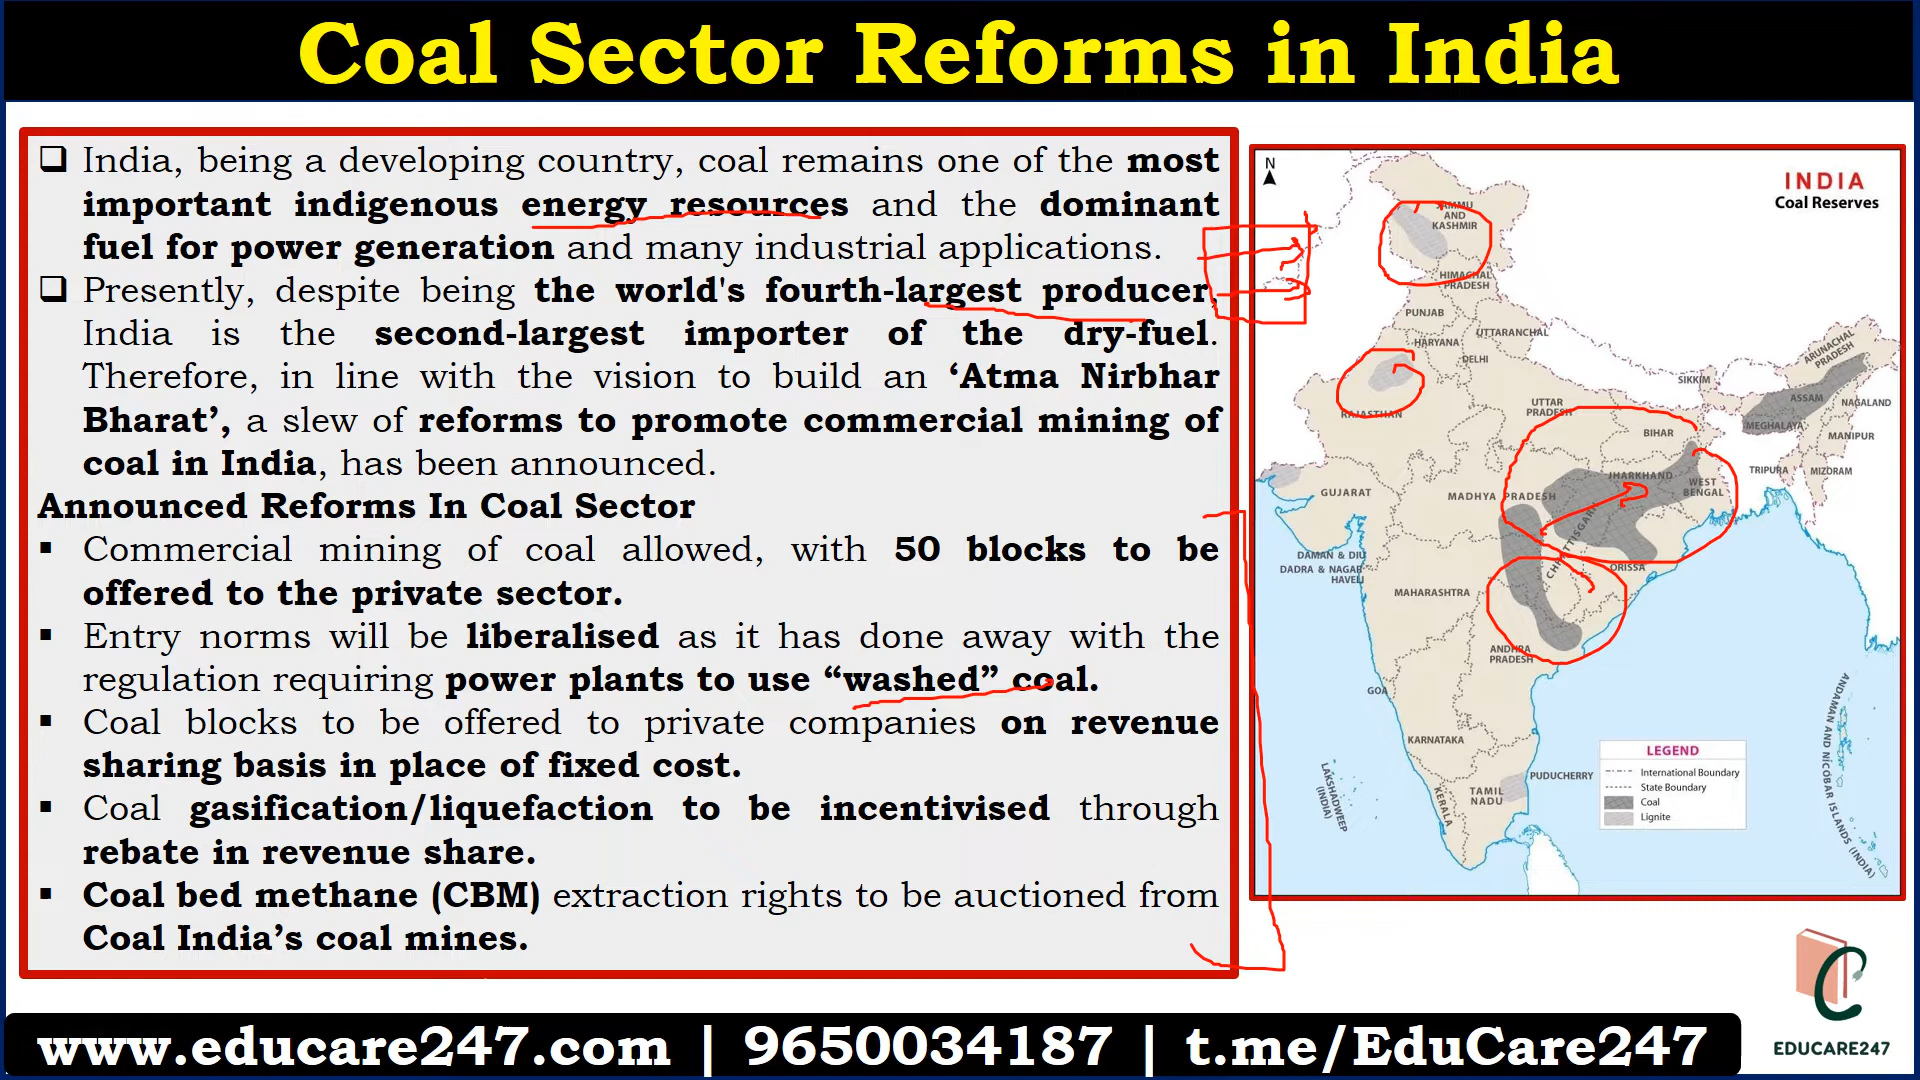 Coal Sector Reforms in India
❑ India, being a developing country, coal remains one of the most
important indigenous energy resources and the dominant
fuel for power generation and many industrial applications.
❑ Presently, despite being the world's fourth-largest producer,
India is the second-largest importer of the dry-fuel.
Therefore, in line with the vision to build an ‘Atma Nirbhar
Bharat’, a slew of reforms to promote commercial mining of
coal in India, has been announced.
Announced Reforms In Coal Sector
▪ Commercial mining of coal allowed, with 50 blocks to be
offered to the private sector.
▪ Entry norms will be liberalised as it has done away with the
regulation requiring power plants to use “washed” coal.
▪ Coal blocks to be offered to private companies on revenue
sharing basis in place of fixed cost.
▪ Coal gasification/liquefaction to be incentivised through
rebate in revenue share.
▪ Coal bed methane (CBM) extraction rights to be auctioned from
Coal India’s coal mines.
N
INDIA
Coal Reserves
JAMMU
AND
KASHMIR
HIMACHAL
PRADESH
PUNJAB
UTTARANCHAL
HARYANA
DELHI
ARUNACHAL
PRADESH
SIKKIM
RAJASTHAN
UTTAR
PRADESH
ASSAM
NAGALAND
MEGHALAYA
BIHAR
MANIPUR
TRIPURA
MIZORAM
JHARKHAND
WEST
BENGAL
GUJARAT
MADHYA PRADESH
CHHATTISGARH
DAMAN & DIU
DADRA & NAGAR
HAVELI
ORISSA
MAHARASHTRA
ANDHRA
PRADESH
GOA
KARNATAKA
PUDUCHERRY
TAMIL
NADU
KERALA
LAKSHADWEEP
(INDIA)
ANDAMAN AND NICOBAR ISLANDS (INDIA)
LEGEND
International Boundary
State Boundary
Coal
Lignite
EDUCARE247
www.educare247.com | 9650034187 | t.me/EduCare247